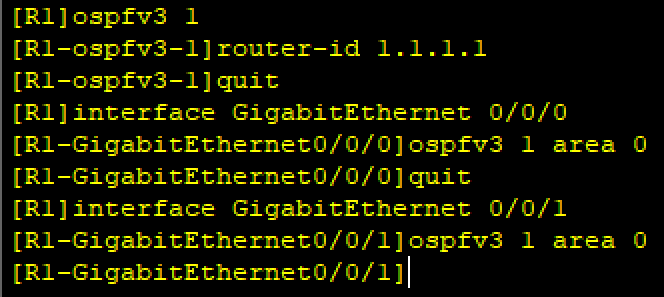 [R1]ospfv3 1
[R1-ospfv3-1]router-id 1.1.1.1
[R1-ospfv3-1]quit
[R1]interface GigabitEthernet 0/0/0
[R1-GigabitEthernet0/0/0]ospfv3 1 area 0
[R1-GigabitEthernet0/0/0]quit
[R1]interface GigabitEthernet 0/0/1
[R1-GigabitEthernet0/0/1]ospfv3 1 area 0
[R1-GigabitEthernet0/0/1]